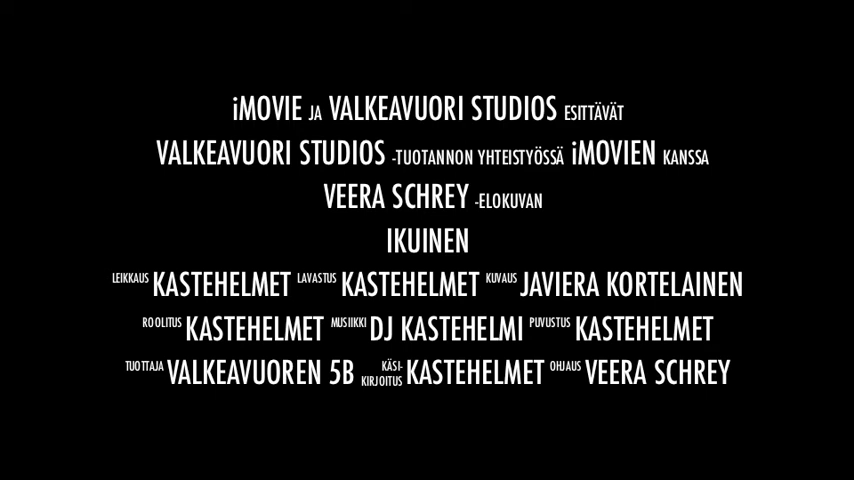 iMOVIE JA VALKEAVUORI STUDIOS ESITTÄVÄT
VALKEAVUORI STUDIOS -TUOTANNON YHTEISTYÖSSÄ iMOVIEN KANSSA
VEERA SCHREY -ELOKUVAN
IKUINEN
LEIKKAUS KASTEHELMET LAVASTUS KASTEHELMET KUVAUS JAVIERA KORTELAINEN
ROOLITUS KASTEHELMET MUSIIKKI DJ KASTEHELMI PUVUSTUS KASTEHELMET
TUOTTAJA VALKEAVUOREN 5B KÄSI-KIRJOITUS KASTEHELMET OHJAUS VEERA SCHREY